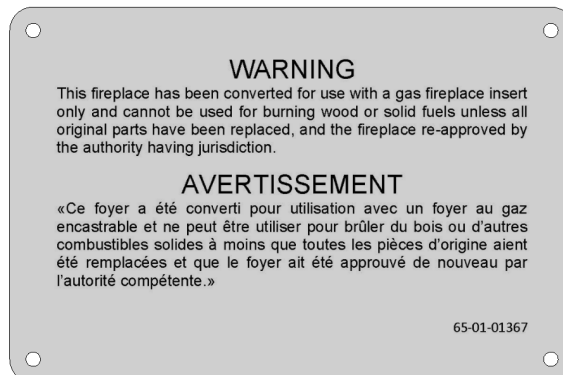 WARNING
This fireplace has been converted for use with a gas fireplace insert
only and cannot be used for burning wood or solid fuels unless all
original parts have been replaced, and the fireplace re-approved by
the authority having jurisdiction.
AVERTISSEMENT
«Ce foyer a été converti pour utilisation avec un foyer au gaz
encastrable et ne peut être utiliser pour brûler du bois ou d'autres
combustibles solides à moins que toutes les pièces d'origine aient
été remplacées et que le foyer ait été approuvé de nouveau par
l'autorité compétente.»
65-01-01367